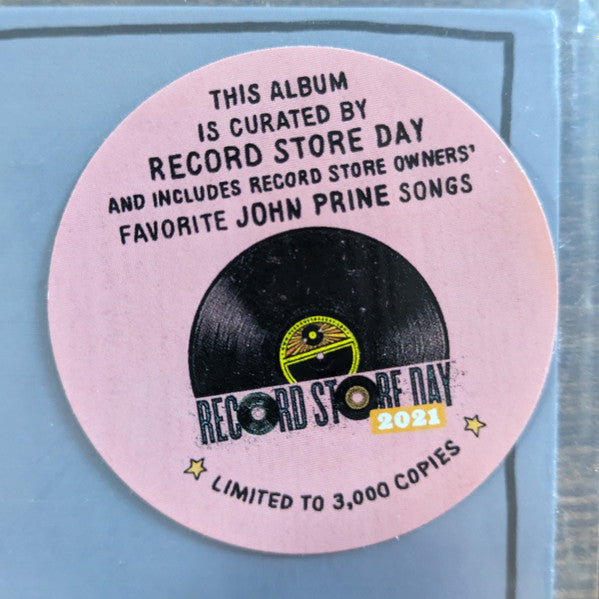 THIS ALBUM
IS CURATED BY
RECORD STORE DAY
AND INCLUDES RECORD STORE OWNERS'
FAVORITE JOHN PRINE SONGS
RECORD STORE DAY
2021
LIMITED TO 3,000 COPIES